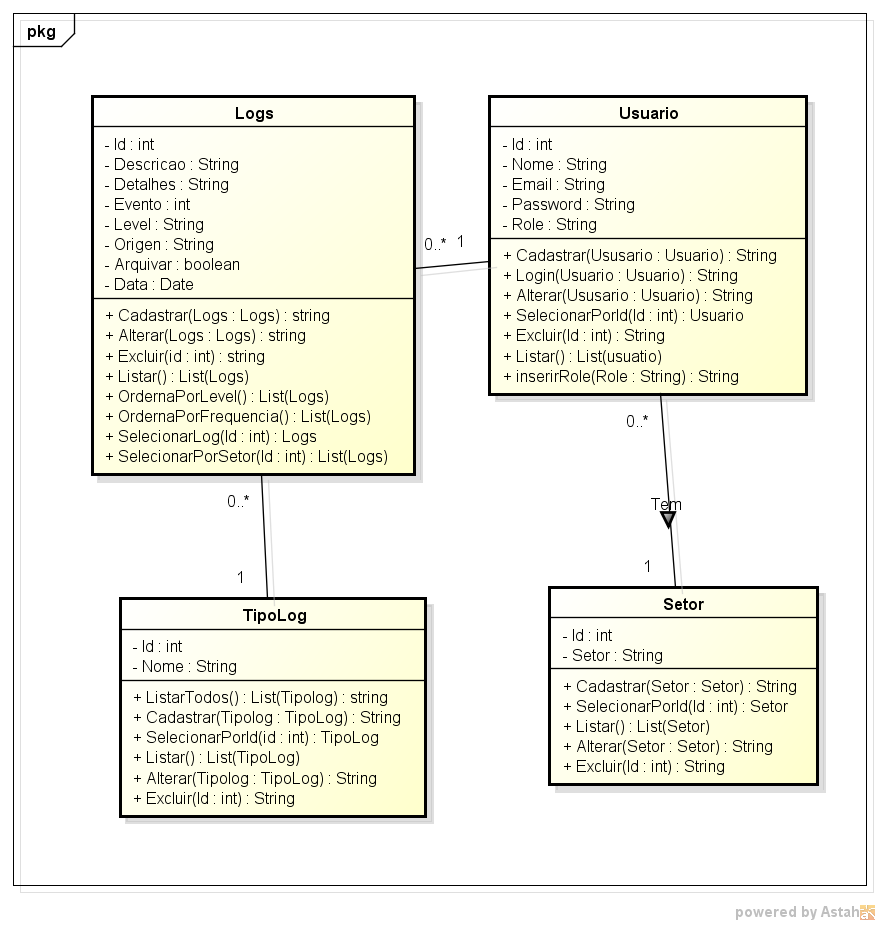 pkg
Logs
- Id : int
- Descricao : String
- Detalhes : String
- Evento : int
- Level : String
- Origen : String
- Arquivar : boolean
- Data : Date
+ Cadastrar(Logs : Logs) : string
+ Alterar(Logs : Logs) : string
+ Excluir(id : int) : string
+ Listar() : List(Logs)
+ OrdernaPorLevel() : List(Logs)
+ OrdernaPorFrequencia() : List(Logs)
+ SelecionarLog(Id : int) : Logs
+ SelecionarPorSetor(Id : int) : List(Logs)
0..* 1
Usuario
- Id : int
- Nome : String
- Email : String
- Password : String
- Role : String
+ Cadastrar(Ususario : Usuario) : String
+ Login(Usuario : Usuario) : String
+ Alterar(Ususario : Usuario) : String
+ SelecionarPorId(Id : int) : Usuario
+ Excluir(Id : int) : String
+ Listar() : List(usuatio)
+ inserirRole(Role : String) : String
0..*
1
0..*
Tem
1
TipoLog
- Id : int
- Nome : String
+ ListarTodos() : List(Tipolog) : string
+ Cadastrar(Tipolog : TipoLog) : String
+ SelecionarPorId(id : int) : TipoLog
+ Listar() : List(TipoLog)
+ Alterar(Tipolog : TipoLog) : String
+ Excluir(Id : int) : String
Setor
- Id : int
- Setor : String
+ Cadastrar(Setor : Setor) : String
+ SelecionarPorId(Id : int) : Setor
+ Listar() : List(Setor)
+ Alterar(Setor : Setor) : String
+ Excluir(Id : int) : String
powered by Astah